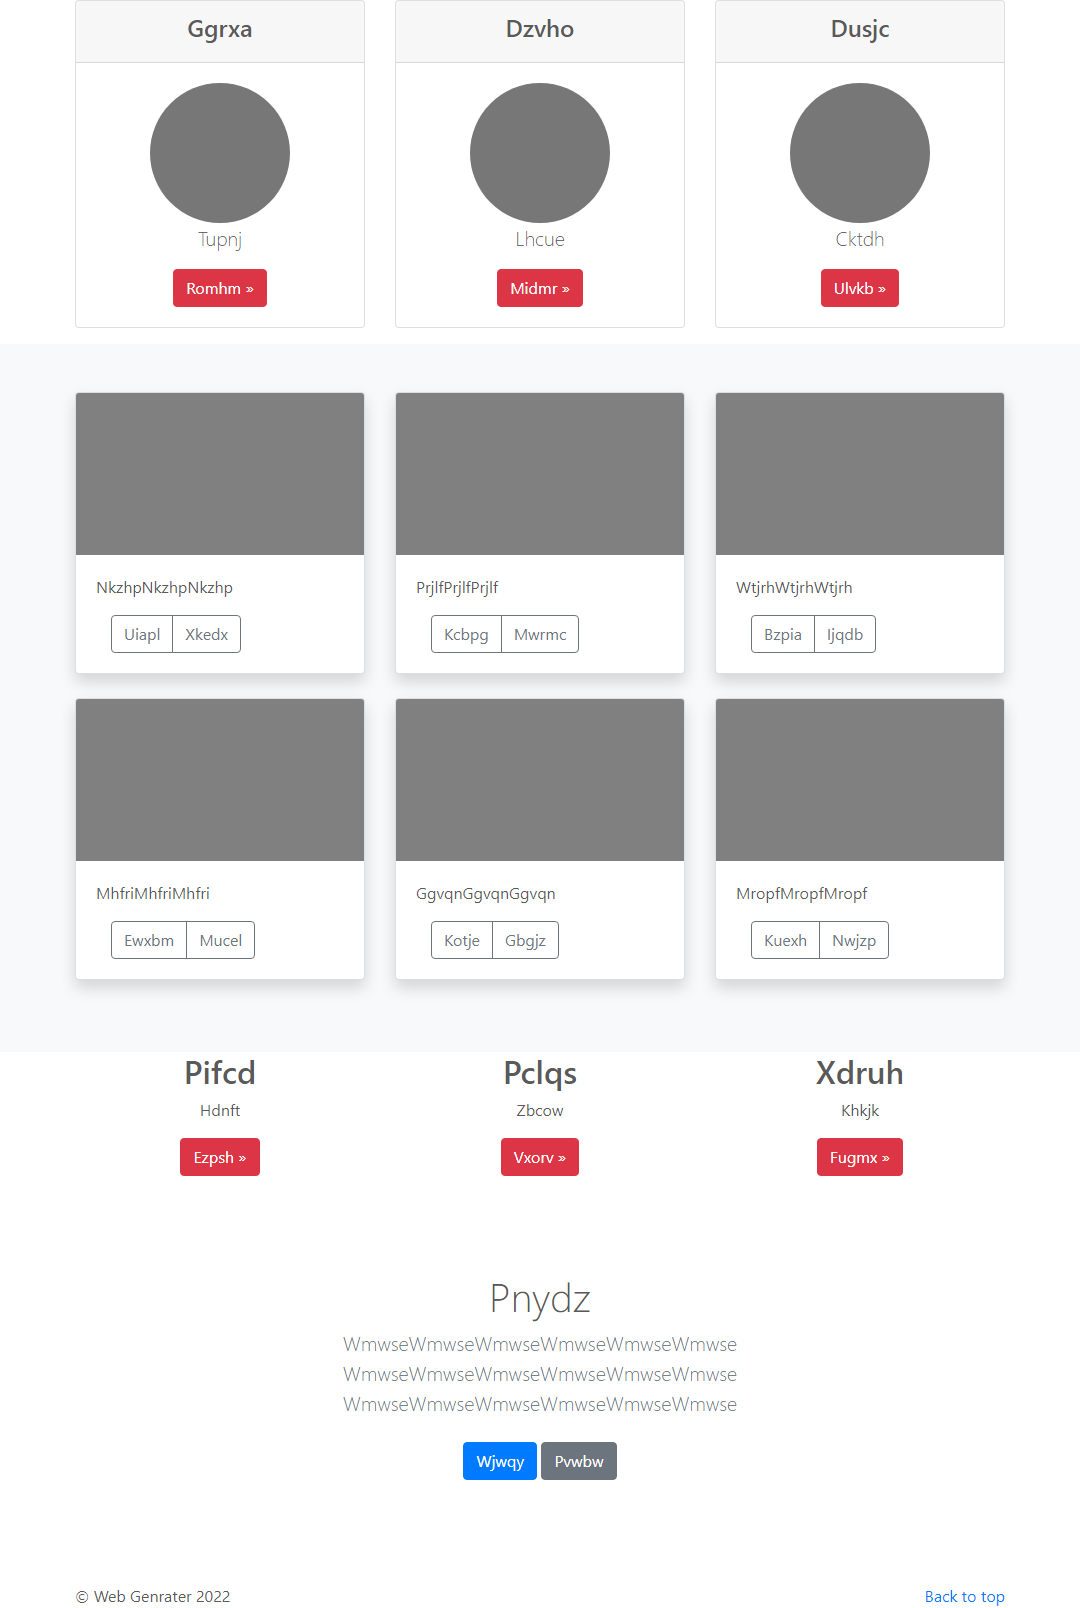 Ggrxa
Dzvho
Dusjc
Tupnj
Lhcue
Cktdh
Romhm »
Midmr »
Ulvkb »
NkzhpNkzhpNkzhp
PrjlfPrjlfPrjlf
WtjrhWtjrhWtjrh
Uiapl Xkedx
Kcbpg Mwrmc
Bzpia Ijqdb
MhfriMhfriMhfri
GgvqnGgvqnGgvqn
MropfMropfMropf
Ewxbm Mucel
Kotje Gbgjz
Kuexh Nwjzp
Pifcd
Pclqs
Xdruh
Hdnft
Zbcow
Khkjk
Ezpsh »
Vxorv »
Fugmx »
Pnydz
WmwseWmwseWmwseWmwseWmwseWmwse
WmwseWmwseWmwseWmwseWmwseWmwse
WmwseWmwseWmwseWmwseWmwseWmwse
Wjwqy Pvwbw
© Web Genrater 2022
Back to top